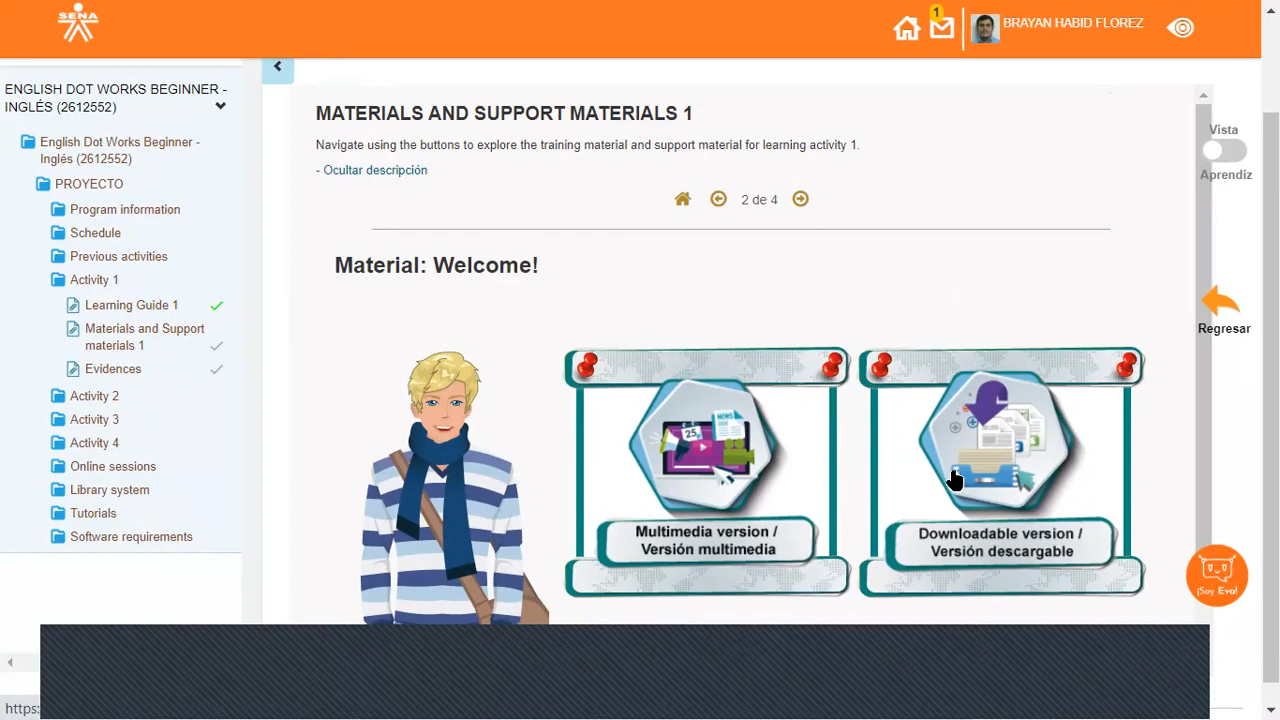 SENA
1
BRAYAN HABID FLOREZ
ENGLISH DOT WORKS BEGINNER -
INGLÉS (2612552)
English Dot Works Beginner -
Inglés (2612552)
PROYECTO
Program information
Schedule
Previous activities
Activity 1
Learning Guide 1
Materials and Support
materials 1
Evidences
Activity 2
Activity 3
Activity 4
Online sessions
Library system
Tutorials
Software requirements
MATERIALS AND SUPPORT MATERIALS 1
Navigate using the buttons to explore the training material and support material for learning activity 1.
- Ocultar descripción
2 de 4
Material: Welcome!
25
NEWS
Multimedia version /
Versión multimedia
Downloadable version /
Versión descargable
Vista
Aprendiz
Regresar
¡Soy Eva!
https: